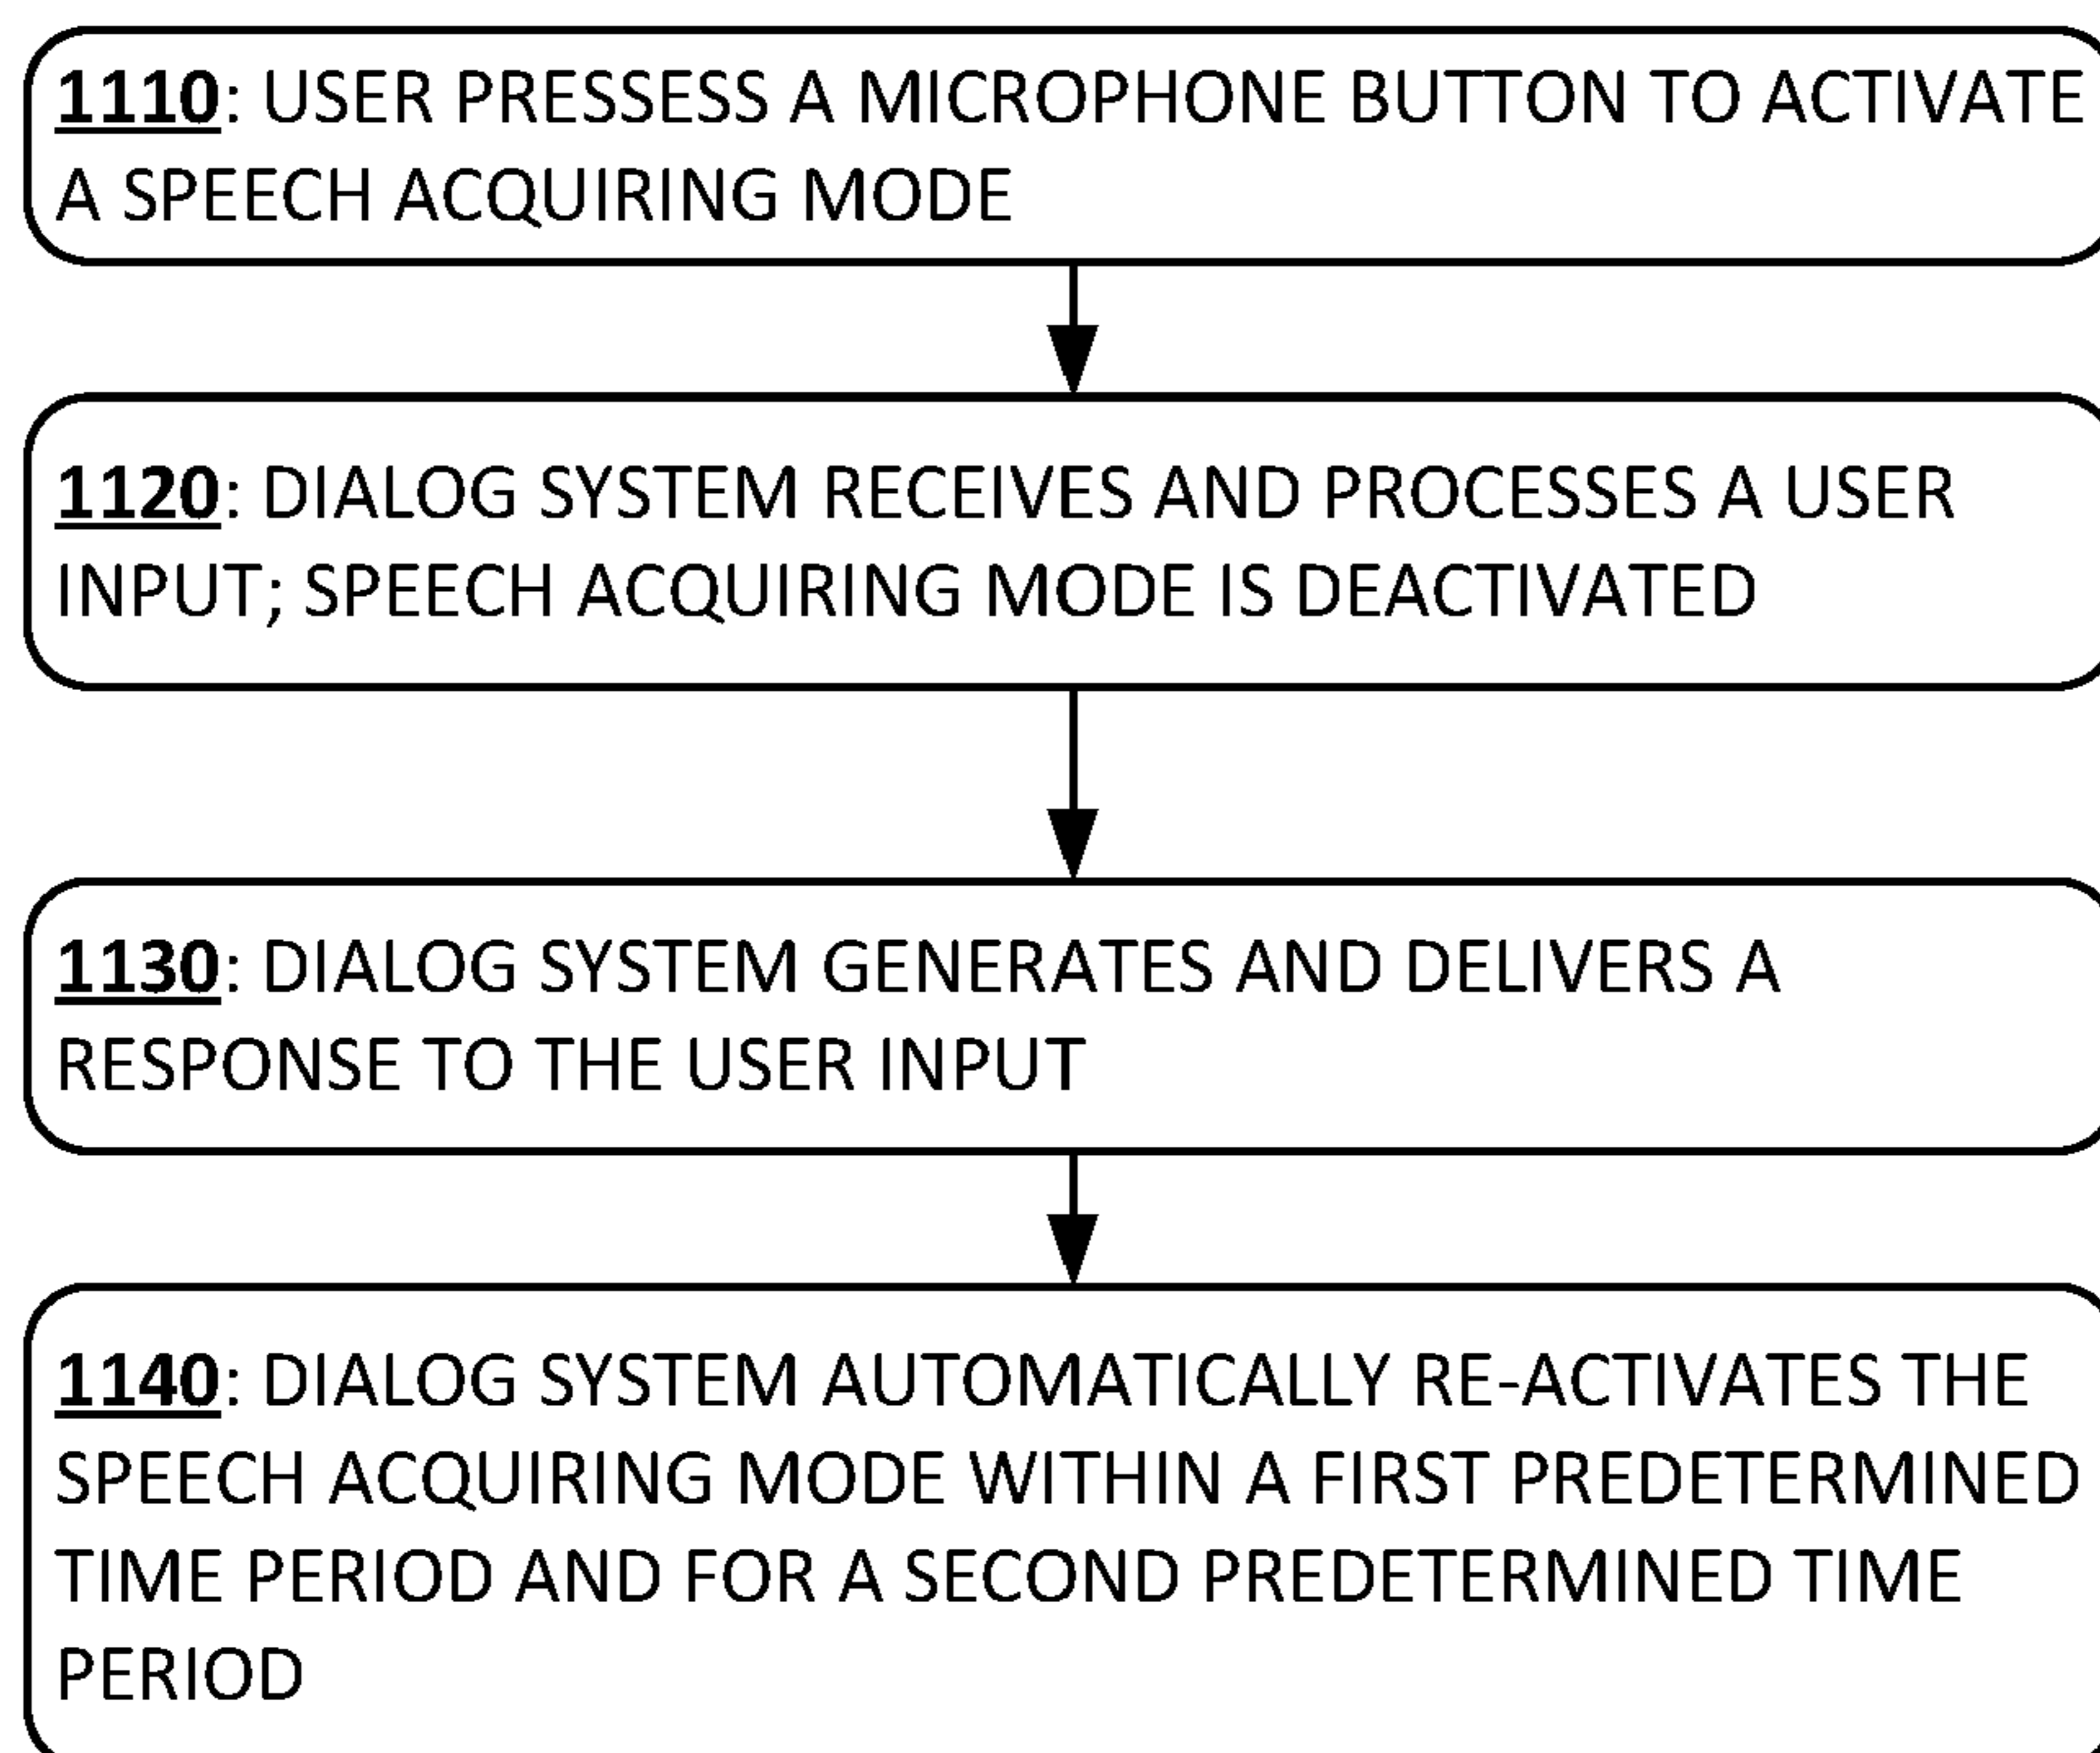 1110: USER PRESSESS A MICROPHONE BUTTON TO ACTIVATE
A SPEECH ACQUIRING MODE
1120: DIALOG SYSTEM RECEIVES AND PROCESSES A USER
INPUT; SPEECH ACQUIRING MODE IS DEACTIVATED
1130: DIALOG SYSTEM GENERATES AND DELIVERS A
RESPONSE TO THE USER INPUT
1140: DIALOG SYSTEM AUTOMATICALLY RE-ACTIVATES THE
SPEECH ACQUIRING MODE WITHIN A FIRST PREDETERMINED
TIME PERIOD AND FOR A SECOND PREDETERMINED TIME
PERIOD